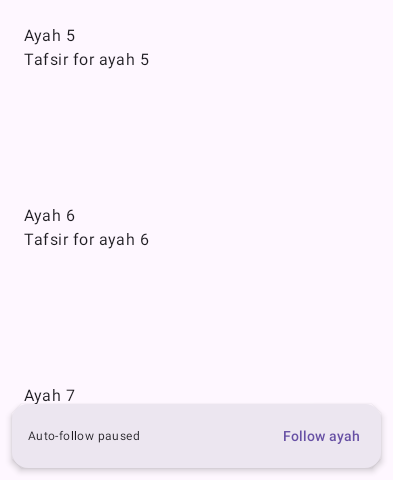 Ayah 5
Tafsir for ayah 5
Ayah 6
Tafsir for ayah 6
Ayah 7
Auto-follow paused
Follow ayah